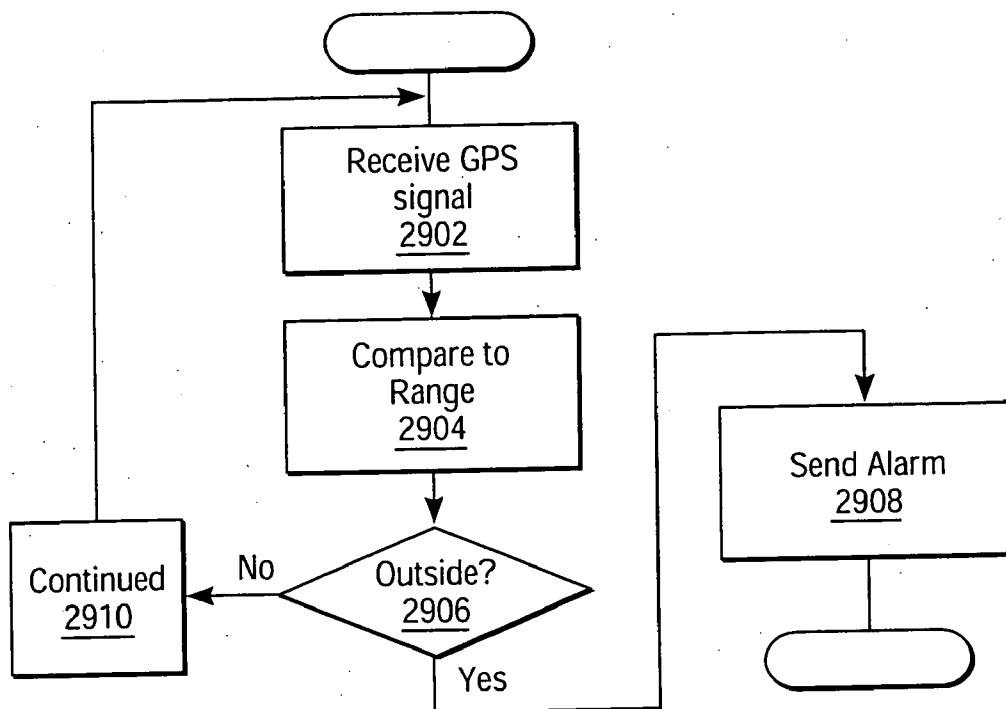 Receive GPS
signal
2902
Compare to
Range
2904
Outside?
2906
No
Yes
Continued
2910
Send Alarm
2908